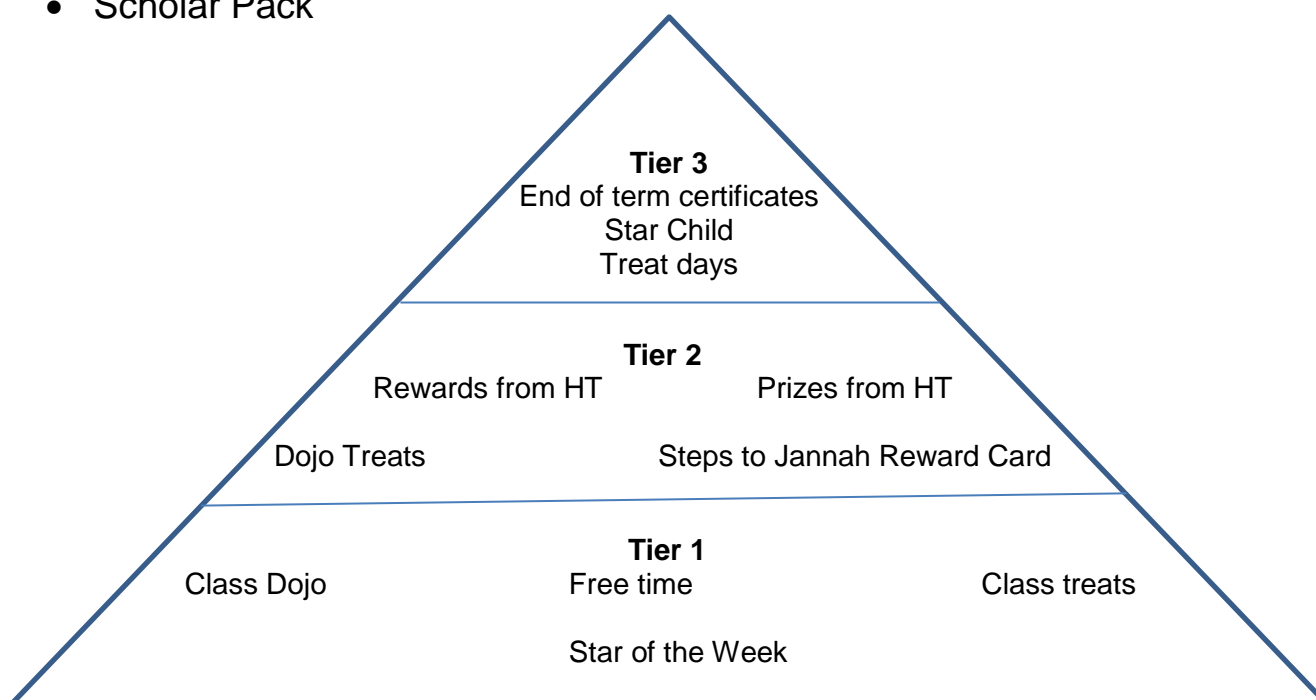 • Scholar Pack
Tier 3
End of term certificates
Star Child
Treat days
Tier 2
Rewards from HT Prizes from HT
Dojo Treats Steps to Jannah Reward Card
Tier 1
Class Dojo Free time Class treats
Star of the Week